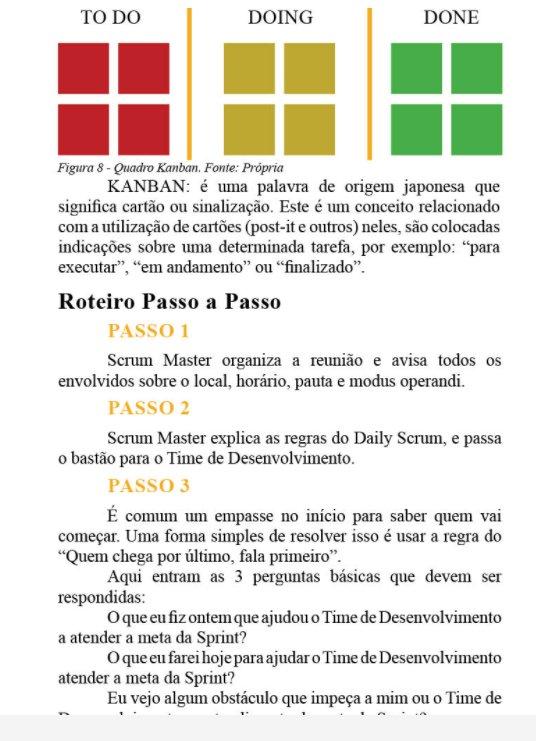 TO DO DOING DONE
Figura 8 - Quadro Kanban. Fonte: Própria
KANBAN: é uma palavra de origem japonesa que
significa cartão ou sinalização. Este é um conceito relacionado
com a utilização de cartões (post-it e outros) neles, são colocadas
indicações sobre uma determinada tarefa, por exemplo: “para
executar”, “em andamento” ou “finalizado”.
Roteiro Passo a Passo
PASSO 1
Scrum Master organiza a reunião e avisa todos os
envolvidos sobre o local, horário, pauta e modus operandi.
PASSO 2
Scrum Master explica as regras do Daily Scrum, e passa
o bastão para o Time de Desenvolvimento.
PASSO 3
É comum um empasse no início para saber quem vai
começar. Uma forma simples de resolver isso é usar a regra do
“Quem chega por último, fala primeiro”.
Aqui entram as 3 perguntas básicas que devem ser
respondidas:
O que eu fiz ontem que ajudou o Time de Desenvolvimento
a atender a meta da Sprint?
O que eu farei hoje para ajudar o Time de Desenvolvimento
atender a meta da Sprint?
Eu vejo algum obstáculo que impeça a mim ou o Time de